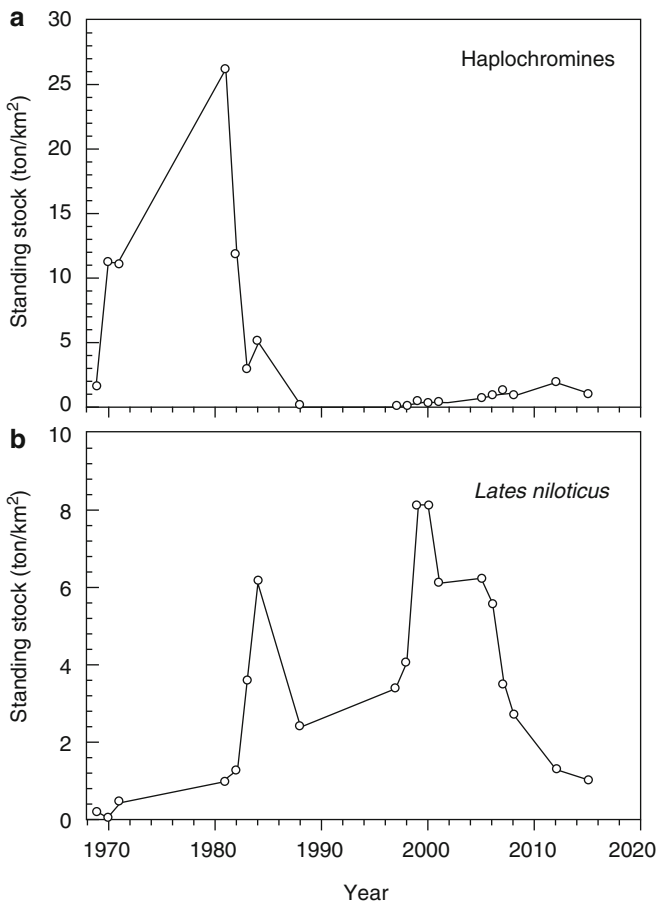 a
30
Haplochromines
25
20
15
10
5
0
Standing stock (ton/km²)
b
10
Lates niloticus
8
6
4
2
0
Standing stock (ton/km²)
1970 1980 1990 2000 2010 2020
Year